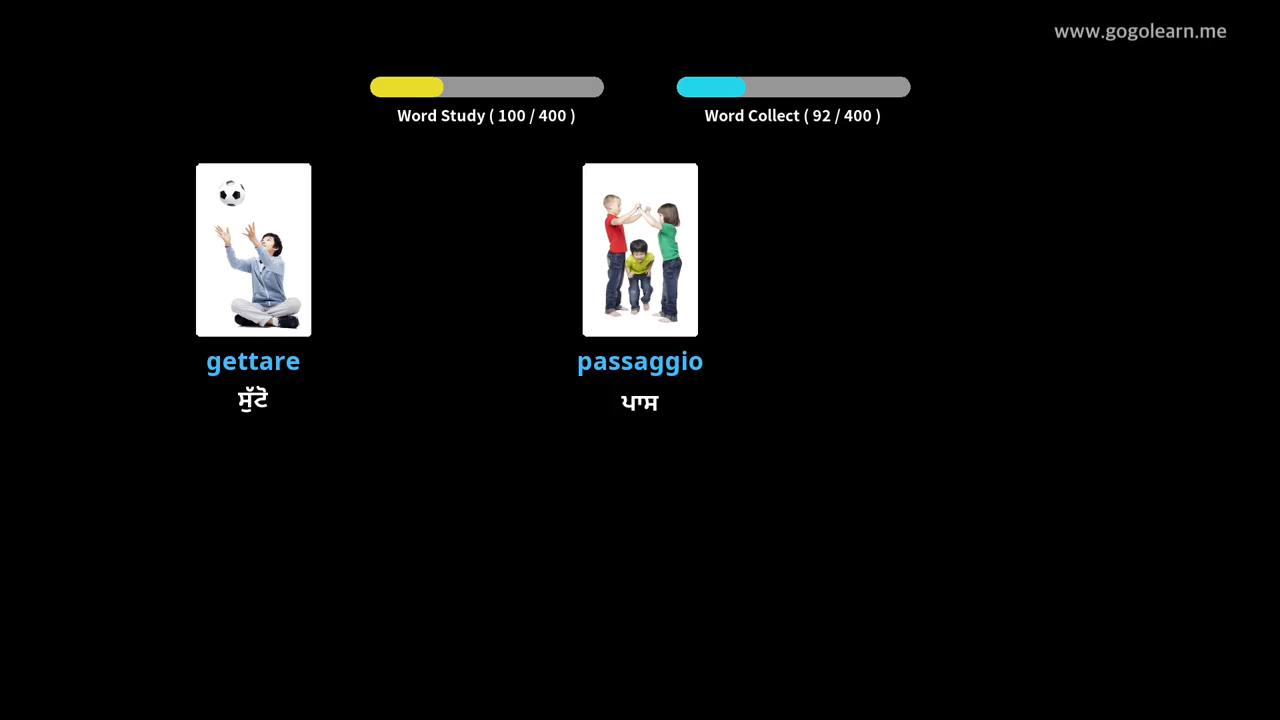 www.gogolearn.me
Word Study ( 100 / 400 )
Word Collect ( 92 / 400 )
gettare
passaggio
ਸੁੱਟੋ
ਪਾਸ